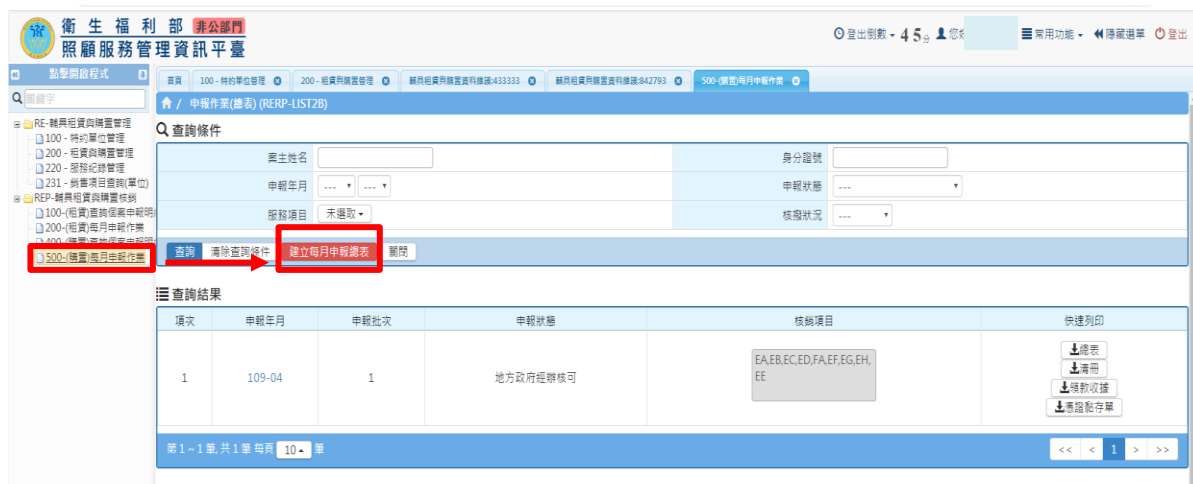 衛生福利部 非公部門
照顧服務管理資訊平臺
登出倒數 45分 您好
常用功能 隱藏選單 登出
點擊開啟程式
關鍵字
RE-輔具租賃與購置管理
100 - 特約單位管理
200 - 租賃與購置管理
220 - 服務紀錄管理
231 - 銷售項目查詢(單位)
REP-輔具租賃與購置核銷
100-(租賃)查詢個案申報明
200-(租賃)每月申報作業
400-(購置)查詢個案申報明
500-(購置)每月申報作業
首頁 100 - 特約單位管理 200 - 租賃與購置管理 輔具租賃與購置資料維護:433333 輔具租賃與購置資料維護:842793 500-(購置)每月申報作業
/ 申報作業(總表) (RERP-LIST2B)
查詢條件
案主姓名 身分證號
申報年月 --- --- 申報狀態 ---
服務項目 未選取 核撥狀況 ---
查詢 清除查詢條件 建立每月申報總表 關閉
查詢結果
項次 申報年月 申報批次 申報狀態 核銷項目 快速列印
1 109-04 1 地方政府經辦核可 EA,EB,EC,ED,FA,EF,EG,EH,
EE
總表
清冊
領款收據
憑證黏存單
第 1 ~ 1 筆, 共 1 筆 每頁 10 筆 << < 1 > >>